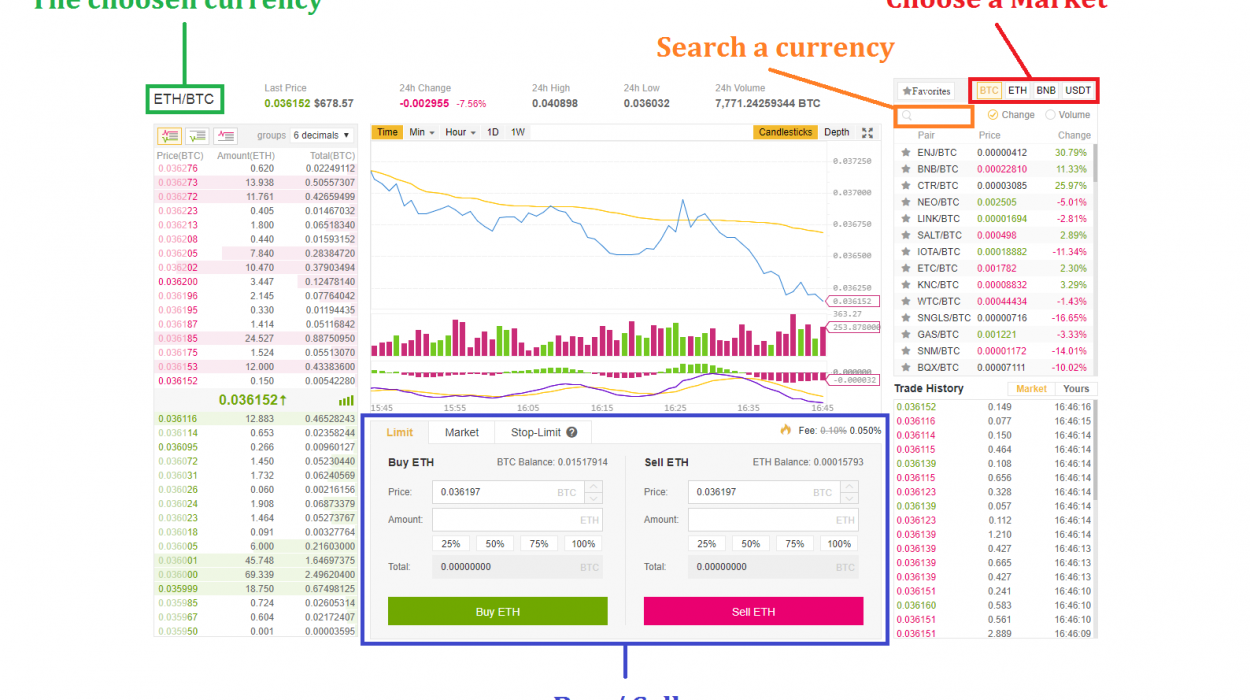 The choosen currency
Choose a Market
Search a currency
ETH/BTC
Last Price
0.036152 $678.57
24h Change
-0.002955 -7.56%
24h High
0.040898
24h Low
0.036032
24h Volume
7,771.24259344 BTC
groups 6 decimals
Price(BTC) Amount(ETH) Total(BTC)
0.036276 0.620 0.02249112
0.036273 13.938 0.50557307
0.036272 11.761 0.42659499
0.036223 0.405 0.01467032
0.036213 1.800 0.06518340
0.036208 0.440 0.01593152
0.036205 7.840 0.28384720
0.036202 10.470 0.37903494
0.036200 3.447 0.12478140
0.036196 2.145 0.07764042
0.036195 0.330 0.01194435
0.036187 1.414 0.05116842
0.036185 24.527 0.88750950
0.036175 1.524 0.05513070
0.036153 12.000 0.43383600
0.036152 0.150 0.00542280
0.036152↑
0.036116 12.883 0.46528243
0.036114 0.653 0.02358244
0.036095 0.266 0.00960127
0.036072 1.450 0.05230440
0.036031 1.732 0.06240569
0.036026 0.060 0.00216156
0.036024 1.908 0.06873379
0.036023 1.464 0.05273767
0.036018 0.091 0.00327764
0.036005 6.000 0.21603000
0.036001 45.748 1.64697375
0.036000 69.339 2.49620400
0.035999 18.750 0.67498125
0.035985 0.724 0.02605314
0.035967 0.604 0.02172407
0.035950 0.001 0.00003595
Time Min Hour 1D 1W
Candlesticks Depth
0.037250
0.037000
0.036750
0.036500
0.036250
0.036152
363.27
253.878000
0.000000
-0.000032
15:45 15:55 16:05 16:15 16:25 16:35 16:45
Limit Market Stop-Limit ?
Fee: 0.10% 0.050%
Buy ETH BTC Balance: 0.01517914
Price: 0.036197 BTC
Amount: ETH
25% 50% 75% 100%
Total: 0.00000000 BTC
Buy ETH
Sell ETH ETH Balance: 0.00015793
Price: 0.036197 BTC
Amount: ETH
25% 50% 75% 100%
Total: 0.00000000 BTC
Sell ETH
Favorites BTC ETH BNB USDT
Change Volume
Pair Price Change
ENJ/BTC 0.00000412 30.79%
BNB/BTC 0.00022810 11.33%
CTR/BTC 0.00003085 25.97%
NEO/BTC 0.002505 -5.01%
LINK/BTC 0.00001694 -2.81%
SALT/BTC 0.000498 2.89%
IOTA/BTC 0.00018882 -11.34%
ETC/BTC 0.001782 2.30%
KNC/BTC 0.00008832 3.29%
WTC/BTC 0.00044434 -1.43%
SNGLS/BTC 0.00000716 -16.65%
GAS/BTC 0.001221 -3.33%
SNM/BTC 0.00001172 -14.01%
BQX/BTC 0.00007111 -10.02%
Trade History Market Yours
0.036152 0.149 16:46:16
0.036116 0.077 16:46:15
0.036114 0.150 16:46:14
0.036115 0.464 16:46:14
0.036139 0.108 16:46:14
0.036115 0.656 16:46:14
0.036123 0.328 16:46:14
0.036139 0.057 16:46:14
0.036123 0.112 16:46:14
0.036139 1.210 16:46:14
0.036139 0.427 16:46:13
0.036139 0.665 16:46:13
0.036139 0.427 16:46:13
0.036151 0.241 16:46:10
0.036160 0.583 16:46:10
0.036151 0.561 16:46:10
0.036151 2.889 16:46:09